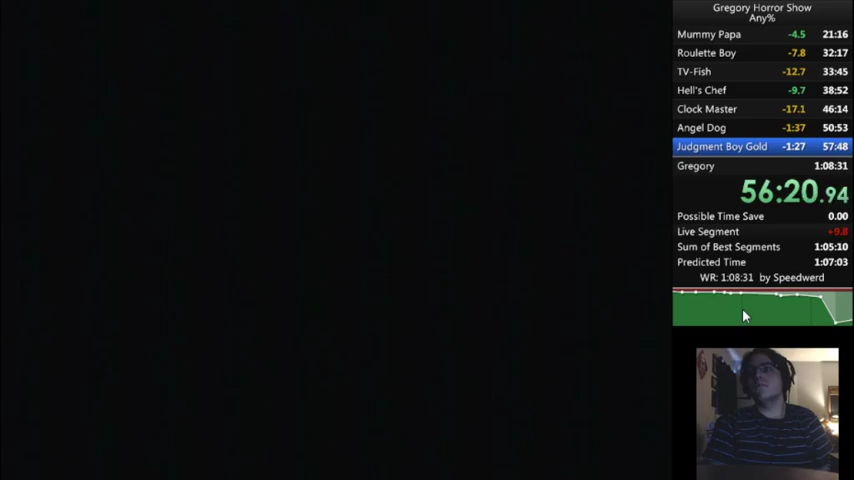 Gregory Horror Show
Any%
Mummy Papa -4.5 21:16
Roulette Boy -7.8 32:17
TV-Fish -12.7 33:45
Hell's Chef -9.7 38:52
Clock Master -17.1 46:14
Angel Dog -1:37 50:53
Judgment Boy Gold -1:27 57:48
Gregory 1:08:31
56:20.94
Possible Time Save 0.00
Live Segment +9.8
Sum of Best Segments 1:05:10
Predicted Time 1:07:03
WR: 1:08:31 by Speedwerd